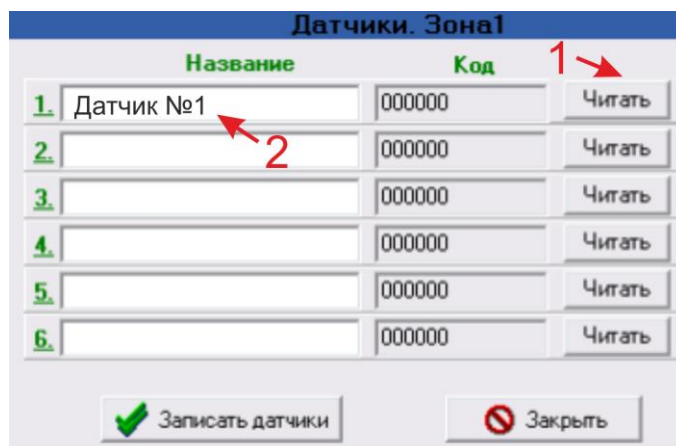 Датчики. Зона1
Название Код 1
1. Датчик №1 000000 Читать
2
2. 000000 Читать
3. 000000 Читать
4. 000000 Читать
5. 000000 Читать
6. 000000 Читать
Записать датчики Закрыть